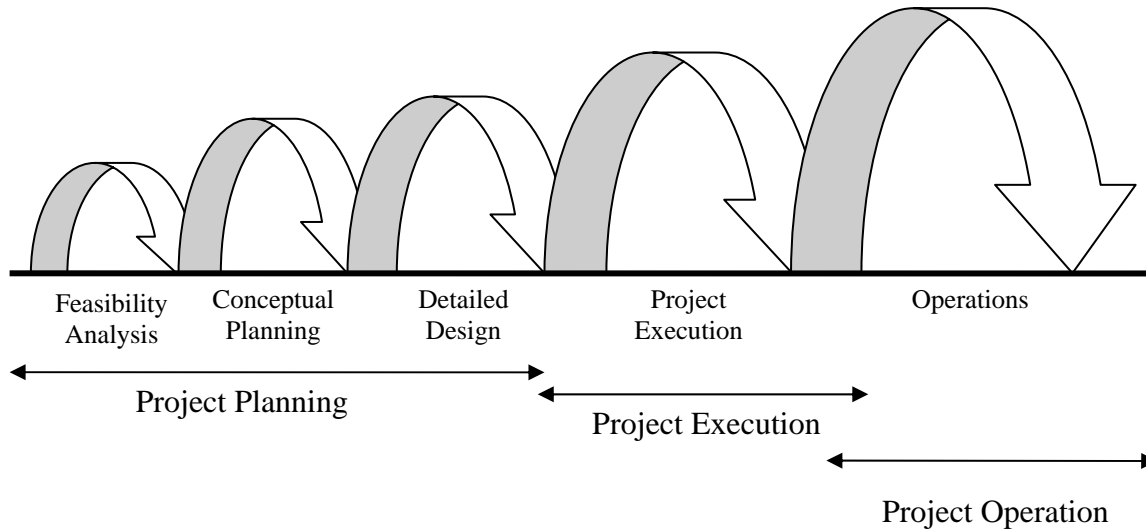 Feasibility
Analysis
Conceptual
Planning
Detailed
Design
Project
Execution
Operations
Project Planning
Project Execution
Project Operation